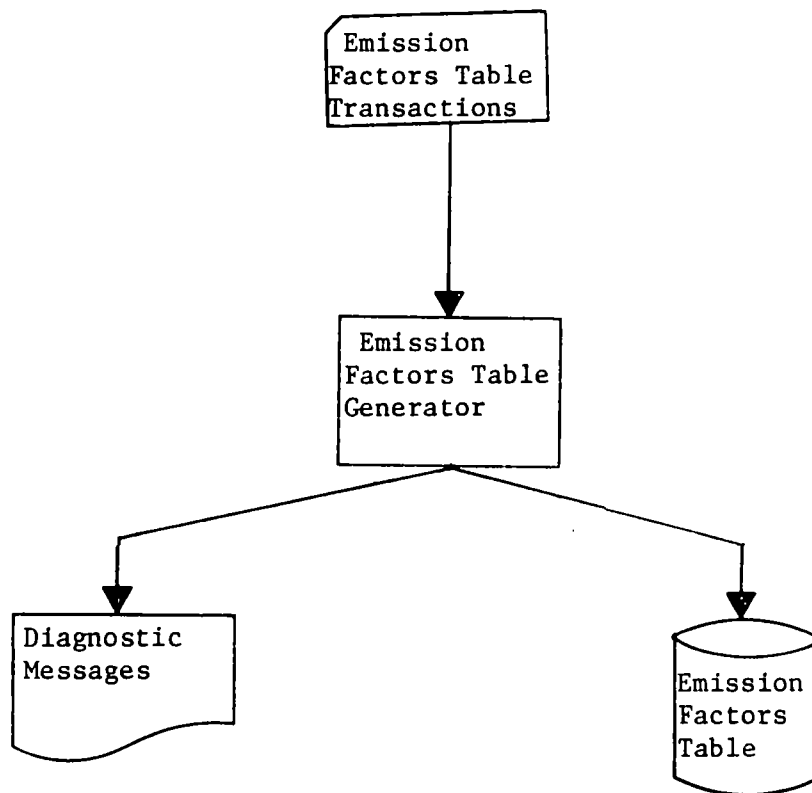 Emission
Factors Table
Transactions
Emission
Factors Table
Generator
Diagnostic
Messages
Emission
Factors
Table